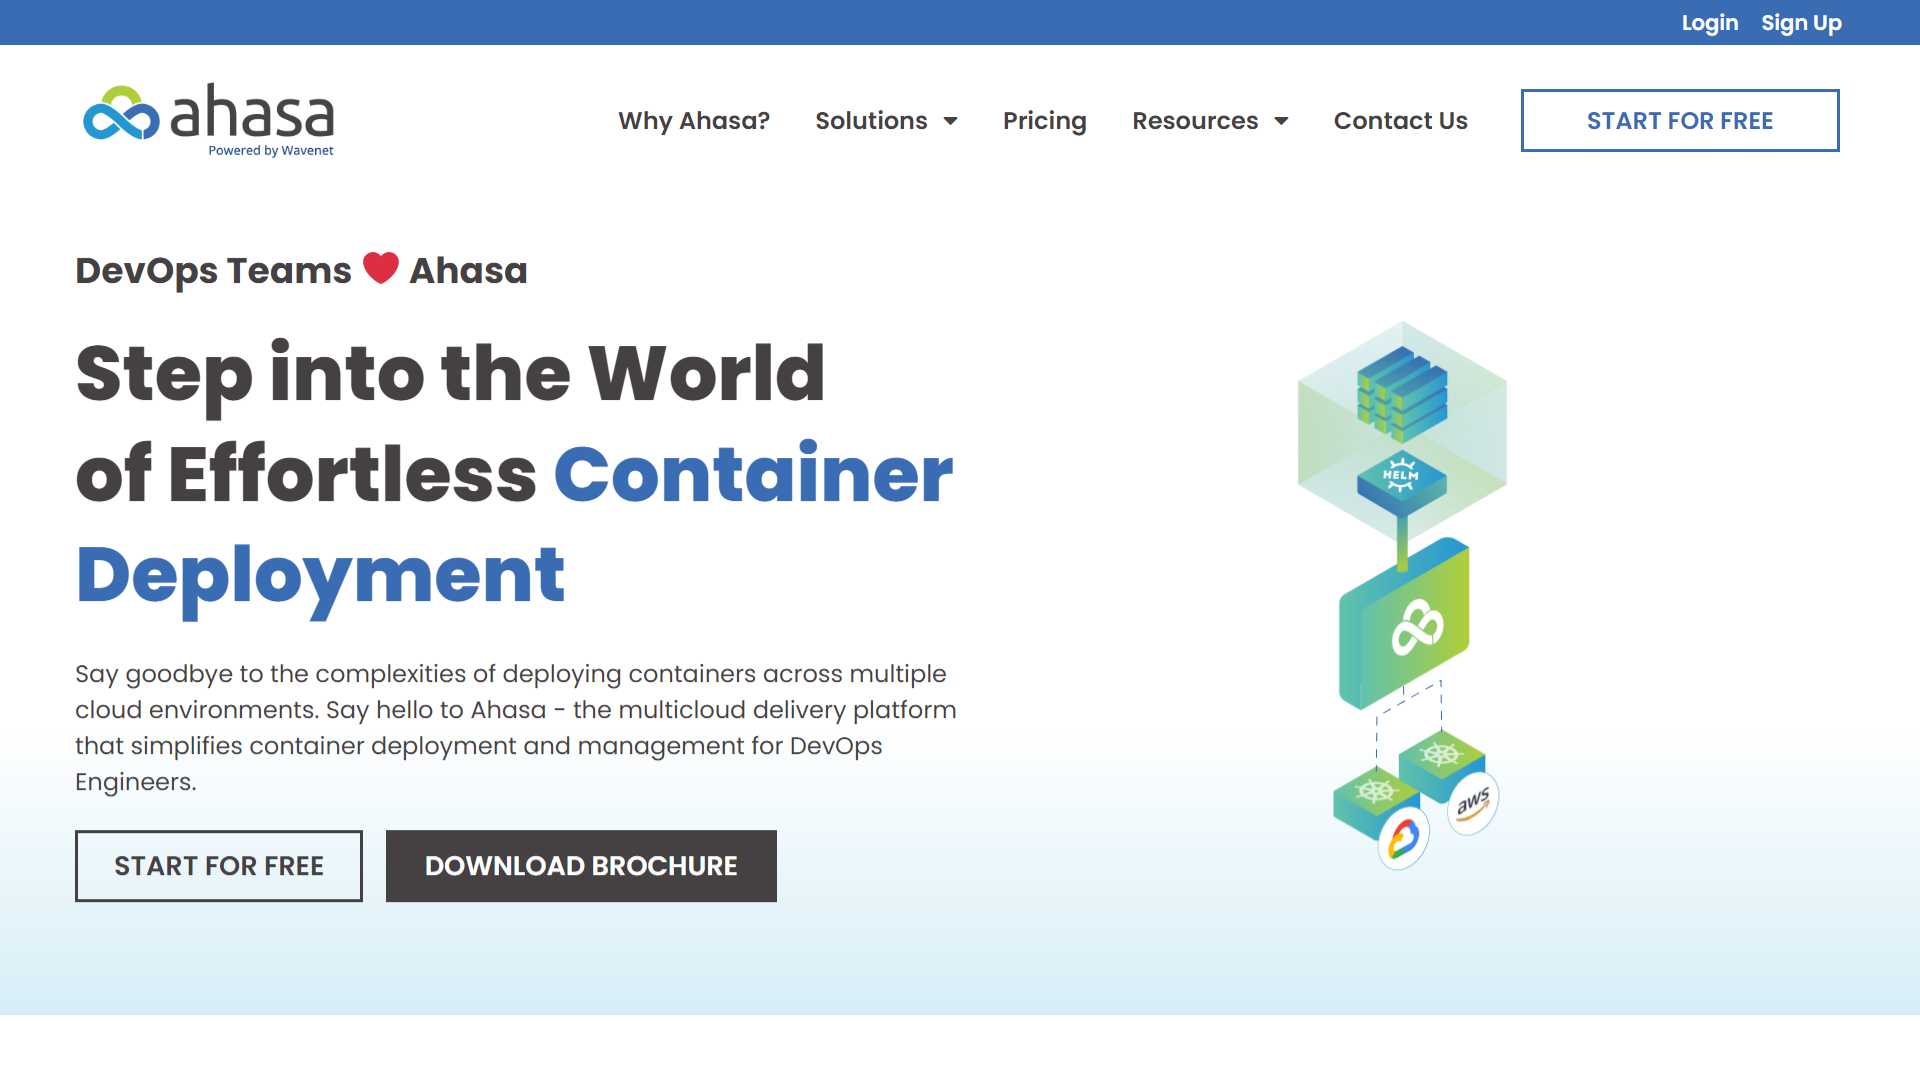 Login Sign Up
ahasa
Powered by Wavenet
Why Ahasa? Solutions Pricing Resources Contact Us START FOR FREE
DevOps Teams ❤ Ahasa
Step into the World
of Effortless Container
Deployment
Say goodbye to the complexities of deploying containers across multiple
cloud environments. Say hello to Ahasa - the multicloud delivery platform
that simplifies container deployment and management for DevOps
Engineers.
START FOR FREE DOWNLOAD BROCHURE
HELM
aws